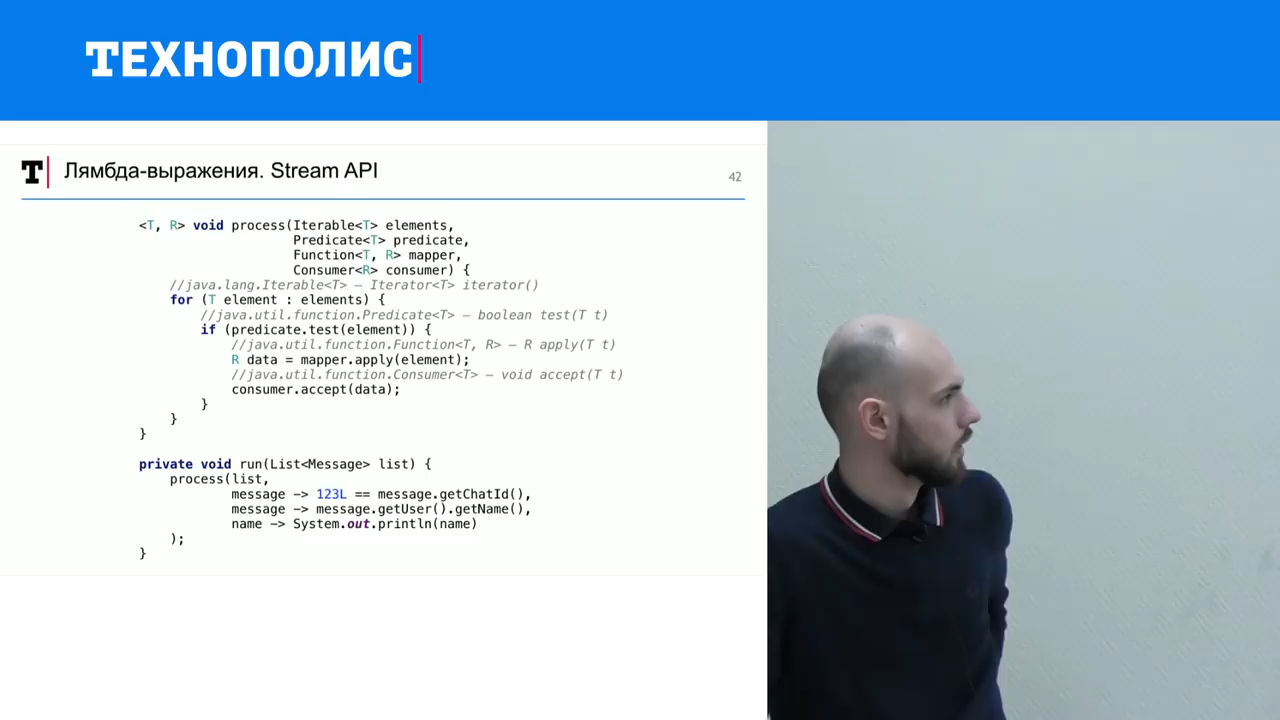 ТЕХНОПОЛИС
T Лямбда-выражения. Stream API
42
<T, R> void process(Iterable<T> elements,
Predicate<T> predicate,
Function<T, R> mapper,
Consumer<R> consumer) {
//java.lang.Iterable<T> – Iterator<T> iterator()
for (T element : elements) {
//java.util.function.Predicate<T> – boolean test(T t)
if (predicate.test(element)) {
//java.util.function.Function<T, R> – R apply(T t)
R data = mapper.apply(element);
//java.util.function.Consumer<T> – void accept(T t)
consumer.accept(data);
}
}
}
private void run(List<Message> list) {
process(list,
message -> 123L == message.getChatId(),
message -> message.getUser().getName(),
name -> System.out.println(name)
);
}